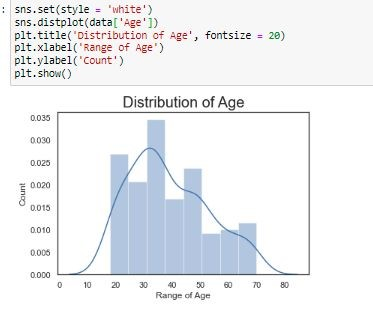 : sns.set(style = 'white')
sns.distplot(data['Age'])
plt.title('Distribution of Age', fontsize = 20)
plt.xlabel('Range of Age')
plt.ylabel('Count')
plt.show()
Distribution of Age
0.035
0.030
0.025
0.020
0.015
0.010
0.005
0.000
Count
0 10 20 30 40 50 60 70 80
Range of Age